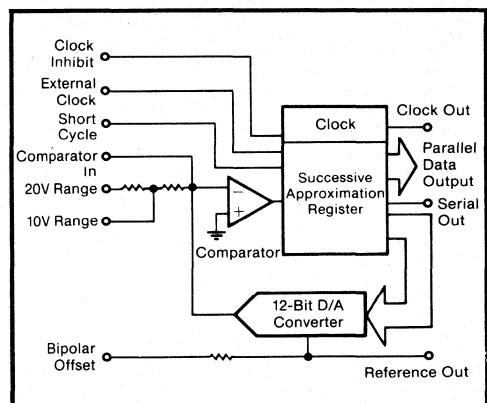 Clock
Inhibit
External
Clock
Short
Cycle
Comparator
In
20V Range
10V Range
Bipolar
Offset
Clock
Successive
Approximation
Register
−
+
Comparator
12-Bit D/A
Converter
Clock Out
Parallel
Data
Output
Serial
Out
Reference Out